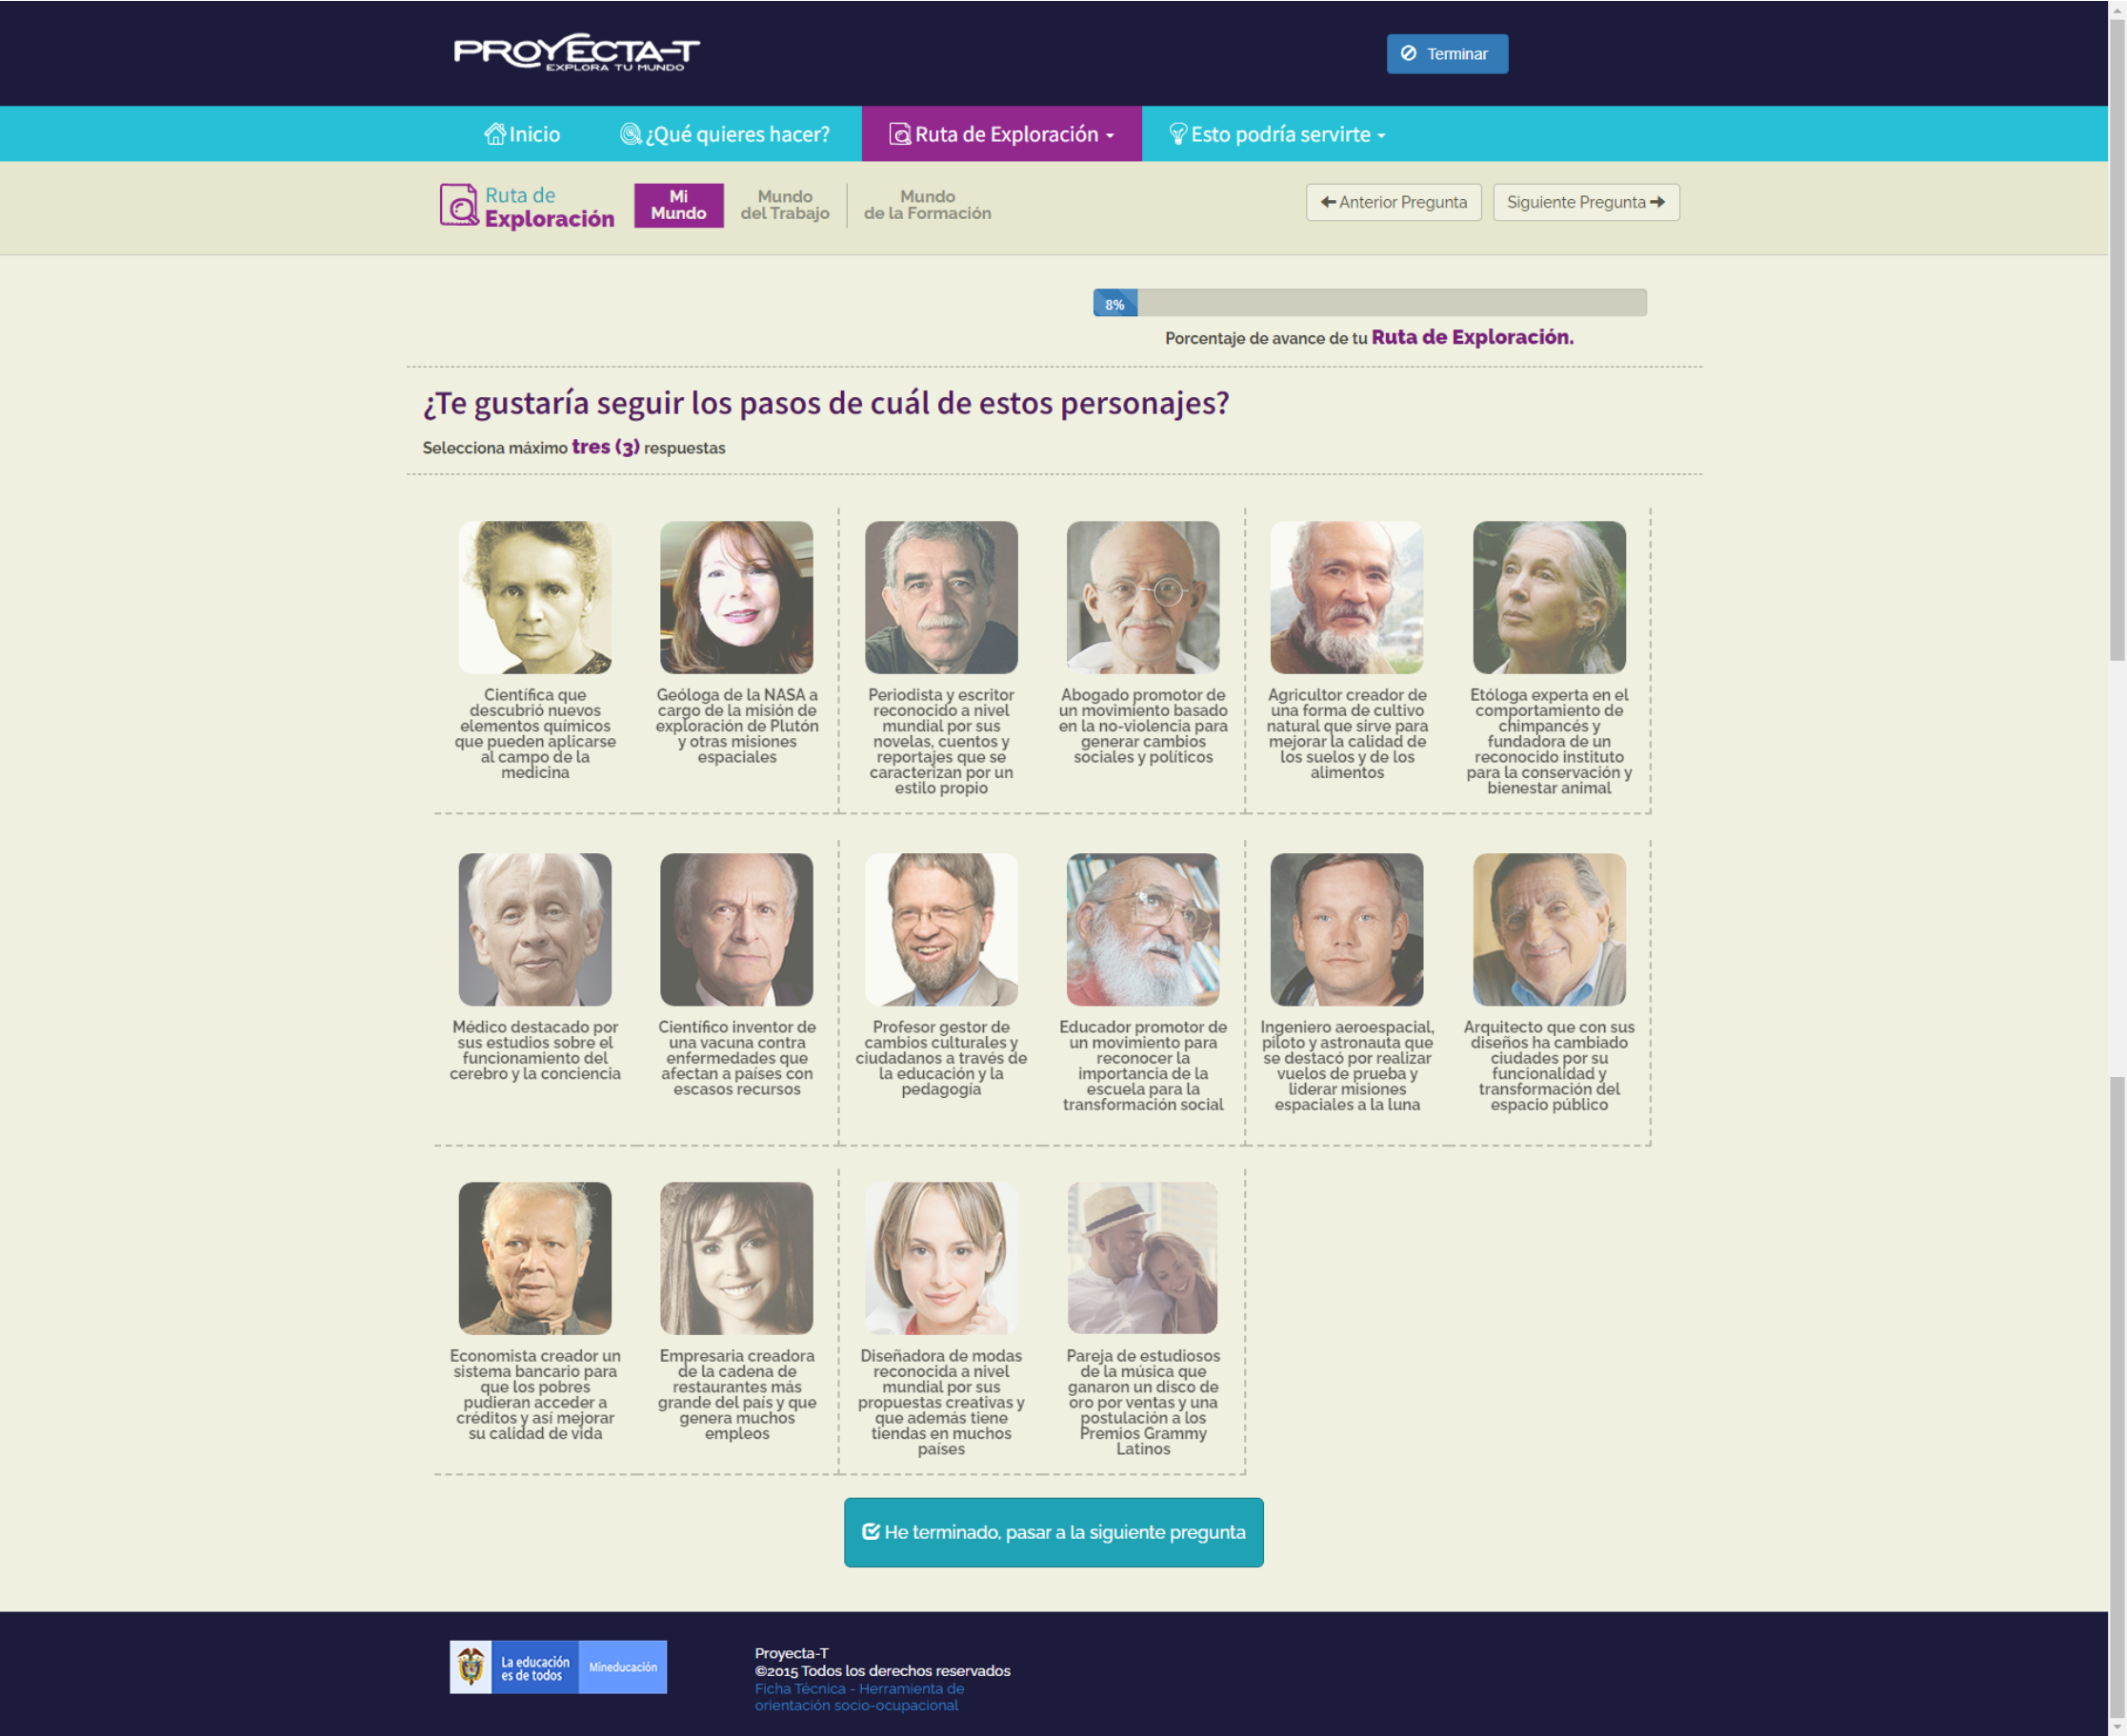 PROYECTA-T
EXPLORA TU MUNDO
Terminar
Inicio
¿Qué quieres hacer?
Ruta de Exploración
Esto podría servirte
Ruta de
Exploración
Mi
Mundo
Mundo
del Trabajo
Mundo
de la Formación
Anterior Pregunta
Siguiente Pregunta
8%
Porcentaje de avance de tu Ruta de Exploración.
¿Te gustaría seguir los pasos de cuál de estos personajes?
Selecciona máximo tres (3) respuestas
Científica que
descubrió nuevos
elementos químicos
que pueden aplicarse
al campo de la
medicina
Geóloga de la NASA a
cargo de la misión de
exploración de Plutón
y otras misiones
espaciales
Periodista y escritor
reconocido a nivel
mundial por sus
novelas, cuentos y
reportajes que se
caracterizan por un
estilo propio
Abogado promotor de
un movimiento basado
en la no-violencia para
generar cambios
sociales y políticos
Agricultor creador de
una forma de cultivo
natural que sirve para
mejorar la calidad de
los suelos y de los
alimentos
Etóloga experta en el
comportamiento de
chimpancés y
fundadora de un
reconocido instituto
para la conservación y
bienestar animal
Médico destacado por
sus estudios sobre el
funcionamiento del
cerebro y la conciencia
Científico inventor de
una vacuna contra
enfermedades que
afectan a países con
escasos recursos
Profesor gestor de
cambios culturales y
ciudadanos a través de
la educación y la
pedagogía
Educador promotor de
un movimiento para
reconocer la
importancia de la
escuela para la
transformación social
Ingeniero aeroespacial,
piloto y astronauta que
se destacó por realizar
vuelos de prueba y
liderar misiones
espaciales a la luna
Arquitecto que con sus
diseños ha cambiado
ciudades por su
funcionalidad y
transformación del
espacio público
Economista creador un
sistema bancario para
que los pobres
pudieran acceder a
créditos y así mejorar
su calidad de vida
Empresaria creadora
de la cadena de
restaurantes más
grande del país y que
genera muchos
empleos
Diseñadora de modas
reconocida a nivel
mundial por sus
propuestas creativas y
que además tiene
tiendas en muchos
países
Pareja de estudiosos
de la música que
ganaron un disco de
oro por ventas y una
postulación a los
Premios Grammy
Latinos
He terminado, pasar a la siguiente pregunta
La educación
es de todos
Mineducación
Proyecta-T
©2015 Todos los derechos reservados
Ficha Técnica - Herramienta de
orientación socio-ocupacional